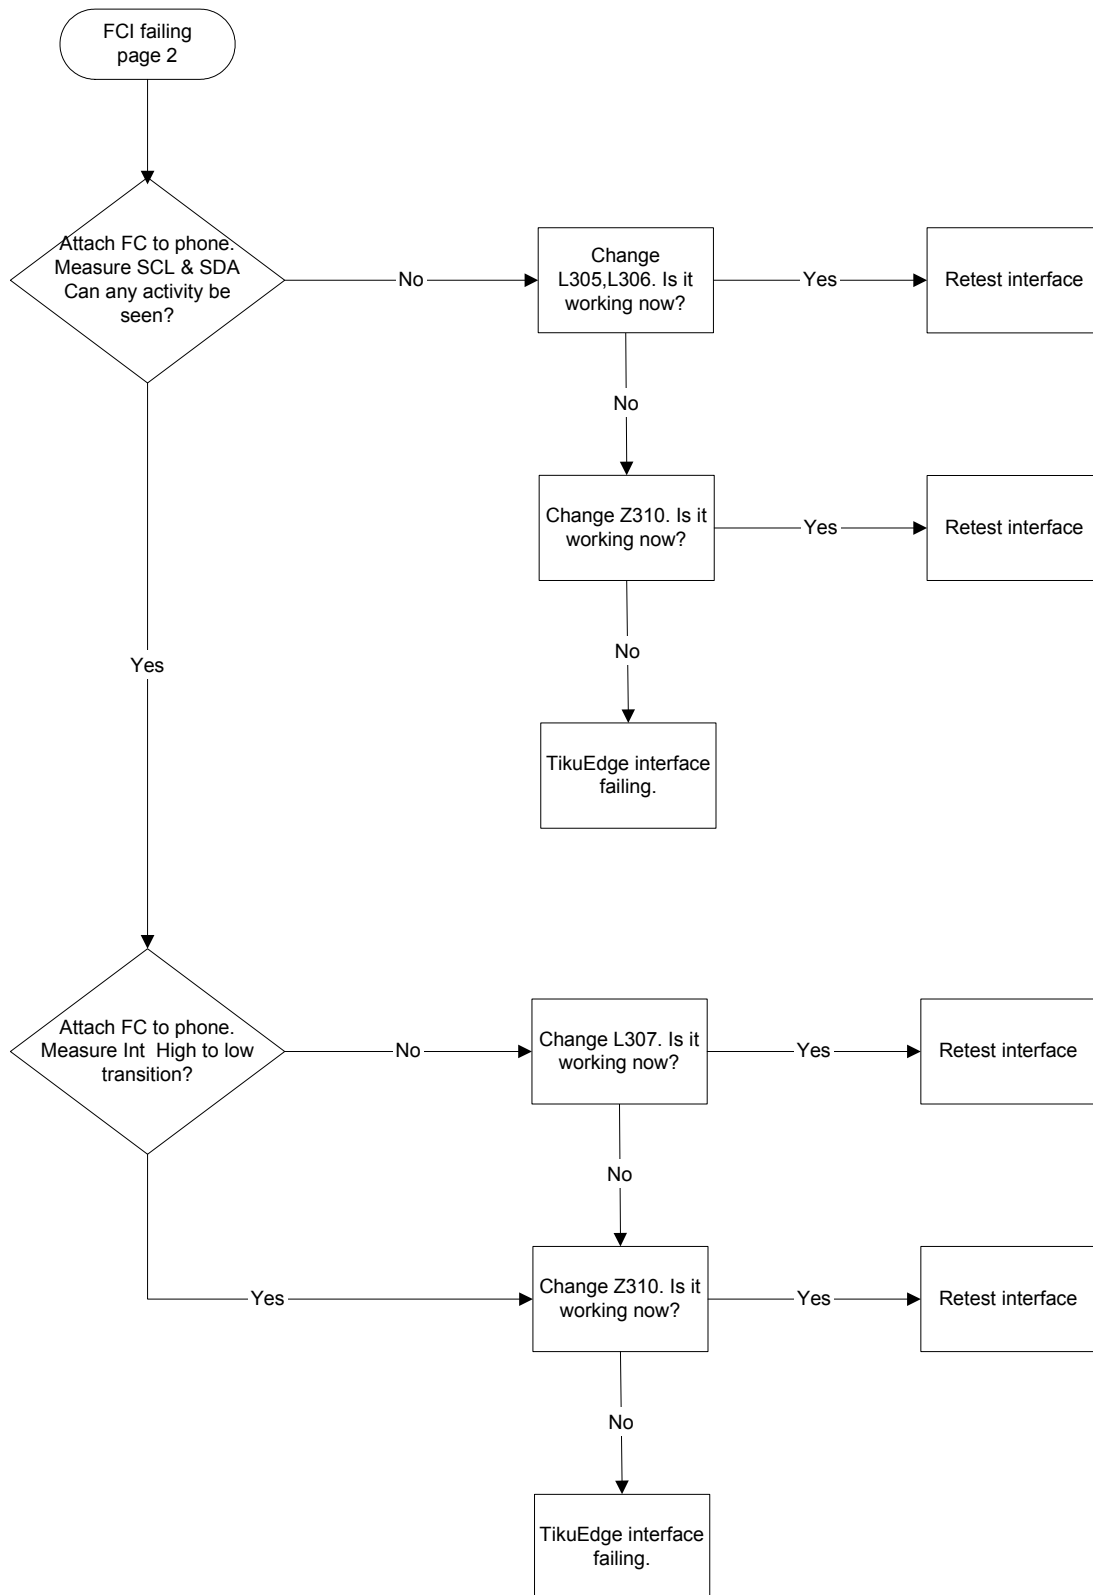 FCI failing
page 2
Attach FC to phone.
Measure SCL & SDA
Can any activity be
seen?
No
Change
L305,L306. Is it
working now?
Yes
Retest interface
No
Change Z310. Is it
working now?
Yes
Retest interface
No
TikuEdge interface
failing.
Yes
Attach FC to phone.
Measure Int  High to low
transition?
No
Change L307. Is it
working now?
Yes
Retest interface
No
Yes
Change Z310. Is it
working now?
Yes
Retest interface
No
TikuEdge interface
failing.